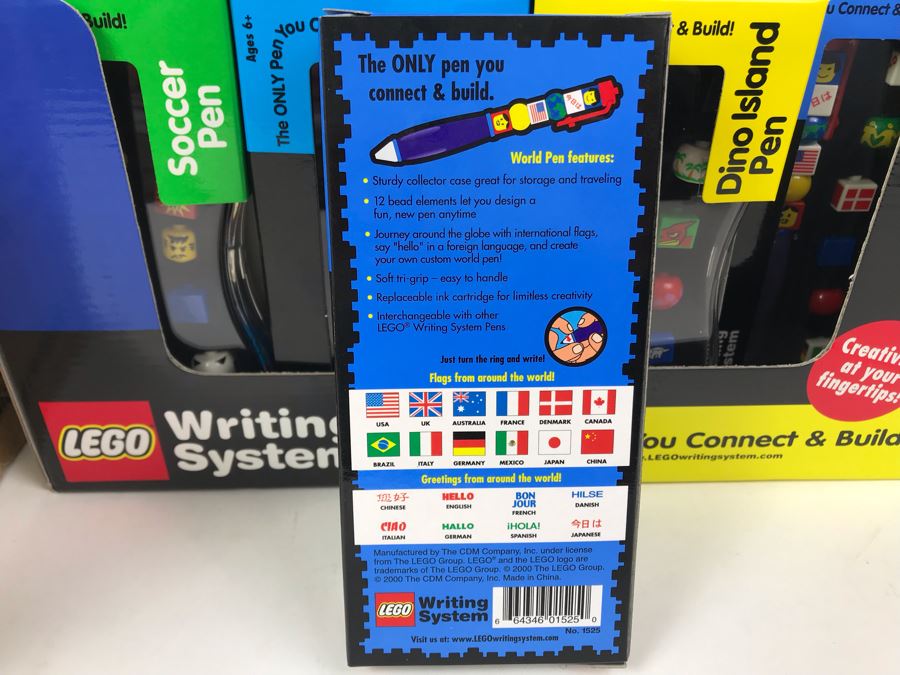 Build!
Soccer
Pen
Ages 6+
The ONLY Pen You C
& Build!
Dino Island
Pen
u Connect &
The ONLY pen you
connect & build.
今日は
World Pen features:
• Sturdy collector case great for storage and traveling
• 12 bead elements let you design a
fun, new pen anytime
• Journey around the globe with international flags,
say "hello" in a foreign language, and create
your own custom world pen!
• Soft tri-grip – easy to handle
• Replaceable ink cartridge for limitless creativity
• Interchangeable with other
LEGO® Writing System Pens
Just turn the ring and write!
Flags from around the world!
USA UK AUSTRALIA FRANCE DENMARK CANADA
BRAZIL ITALY GERMANY MEXICO JAPAN CHINA
Greetings from around the world!
好 HELLO BON JOUR HILSE
CHINESE ENGLISH FRENCH DANISH
CIAO HALLO ¡HOLA! 今日は
ITALIAN GERMAN SPANISH JAPANESE
Manufactured by The CDM Company, Inc. under license
from The LEGO Group. LEGO® and the LEGO logo are
trademarks of The LEGO Group. © 2000 The LEGO Group.
© 2000 The CDM Company, Inc. Made in China.
LEGO Writing
System
6 64346 01525 0
No. 1525
Visit us at: www.LEGOwritingsystem.com
LEGO Writing
System
Creativ
at your
fingertips!
ou Connect & Build
.LEGOwritingsystem.com